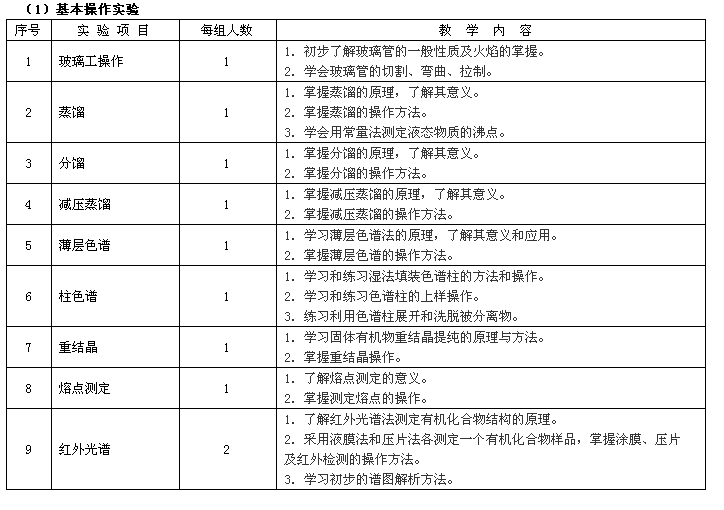 （1）基本操作实验
序号 实 验 项 目 每组人数 教 学 内 容
1 玻璃工操作 1
1. 初步了解玻璃管的一般性质及火焰的掌握。
2. 学会玻璃管的切割、弯曲、拉制。
2 蒸馏 1
1. 掌握蒸馏的原理，了解其意义。
2. 掌握蒸馏的操作方法。
3. 学会用常量法测定液态物质的沸点。
3 分馏 1
1. 掌握分馏的原理，了解其意义。
2. 掌握分馏的操作方法。
4 减压蒸馏 1
1. 掌握减压蒸馏的原理，了解其意义。
2. 掌握减压蒸馏的操作方法。
5 薄层色谱 1
1. 学习薄层色谱法的原理，了解其意义和应用。
2. 掌握薄层色谱的操作方法。
6 柱色谱 1
1. 学习和练习湿法填装色谱柱的方法和操作。
2. 学习和练习色谱柱的上样操作。
3. 练习利用色谱柱展开和洗脱被分离物。
7 重结晶 1
1. 学习固体有机物重结晶提纯的原理与方法。
2. 掌握重结晶操作。
8 熔点测定 1
1. 了解熔点测定的意义。
2. 掌握测定熔点的操作。
9 红外光谱 2
1. 了解红外光谱法测定有机化合物结构的原理。
2. 采用液膜法和压片法各测定一个有机化合物样品，掌握涂膜、压片
及红外检测的操作方法。
3. 学习初步的谱图解析方法。